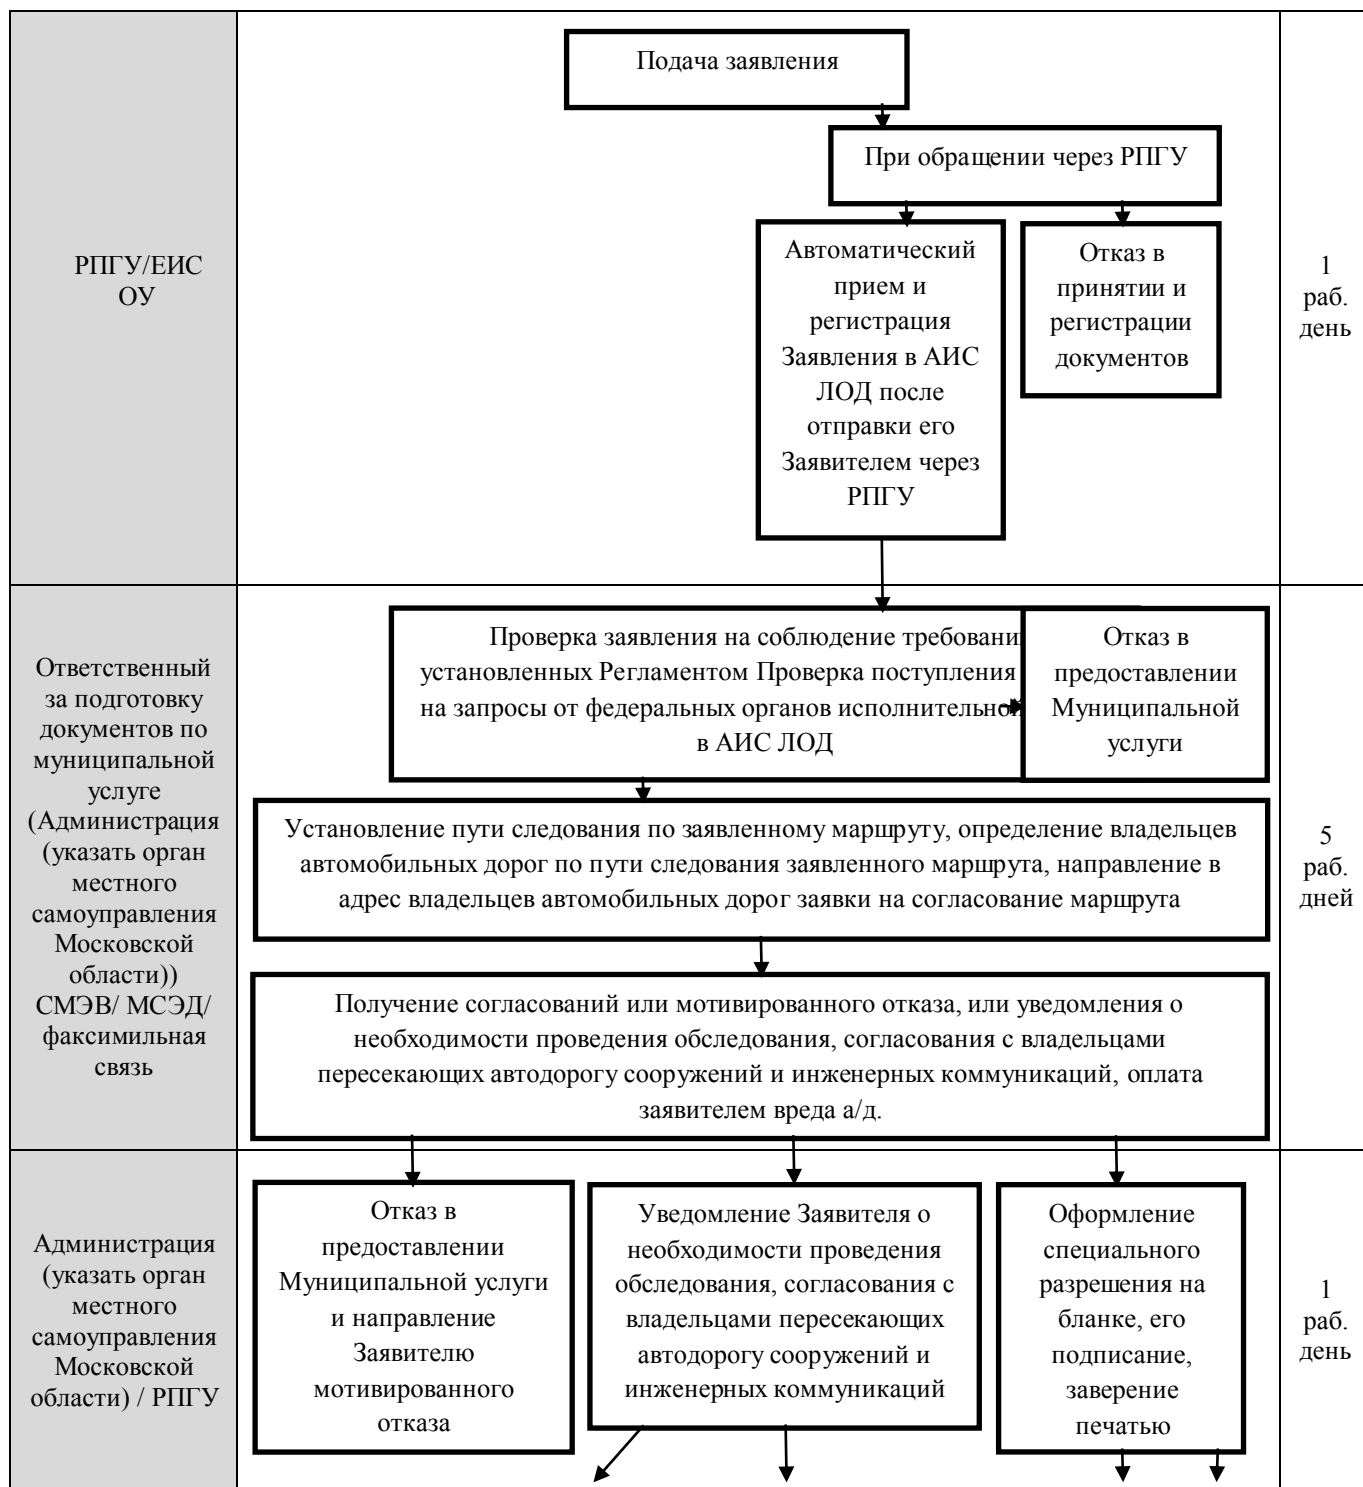 РПГУ/ЕИС
ОУ
Подача заявления
При обращении через РПГУ
Автоматический
прием и
регистрация
Заявления в АИС
ЛОД после
отправки его
Заявителем через
РПГУ
Отказ в
принятии и
регистрации
документов
1
раб.
день
Ответственный
за подготовку
документов по
муниципальной
услуге
(Администрация
(указать орган
местного
самоуправления
Московской
области))
СМЭВ/ МСЭД/
факсимильная
связь
Проверка заявления на соблюдение требовани
установленных Регламентом Проверка поступления
на запросы от федеральных органов исполнительно
в АИС ЛОД
Отказ в
предоставлении
Муниципальной
услуги
Установление пути следования по заявленному маршруту, определение владельцев
автомобильных дорог по пути следования заявленного маршрута, направление в
адрес владельцев автомобильных дорог заявки на согласование маршрута
Получение согласований или мотивированного отказа, или уведомления о
необходимости проведения обследования, согласования с владельцами
пересекающих автодорогу сооружений и инженерных коммуникаций, оплата
заявителем вреда а/д.
5
раб.
дней
Администрация
(указать орган
местного
самоуправления
Московской
области) / РПГУ
Отказ в
предоставлении
Муниципальной услуги
и направление
Заявителю
мотивированного
отказа
Уведомление Заявителя о
необходимости проведения
обследования, согласования с
владельцами пересекающих
автодорогу сооружений и
инженерных коммуникаций
Оформление
специального
разрешения на
бланке, его
подписание,
заверение
печатью
1
раб.
день